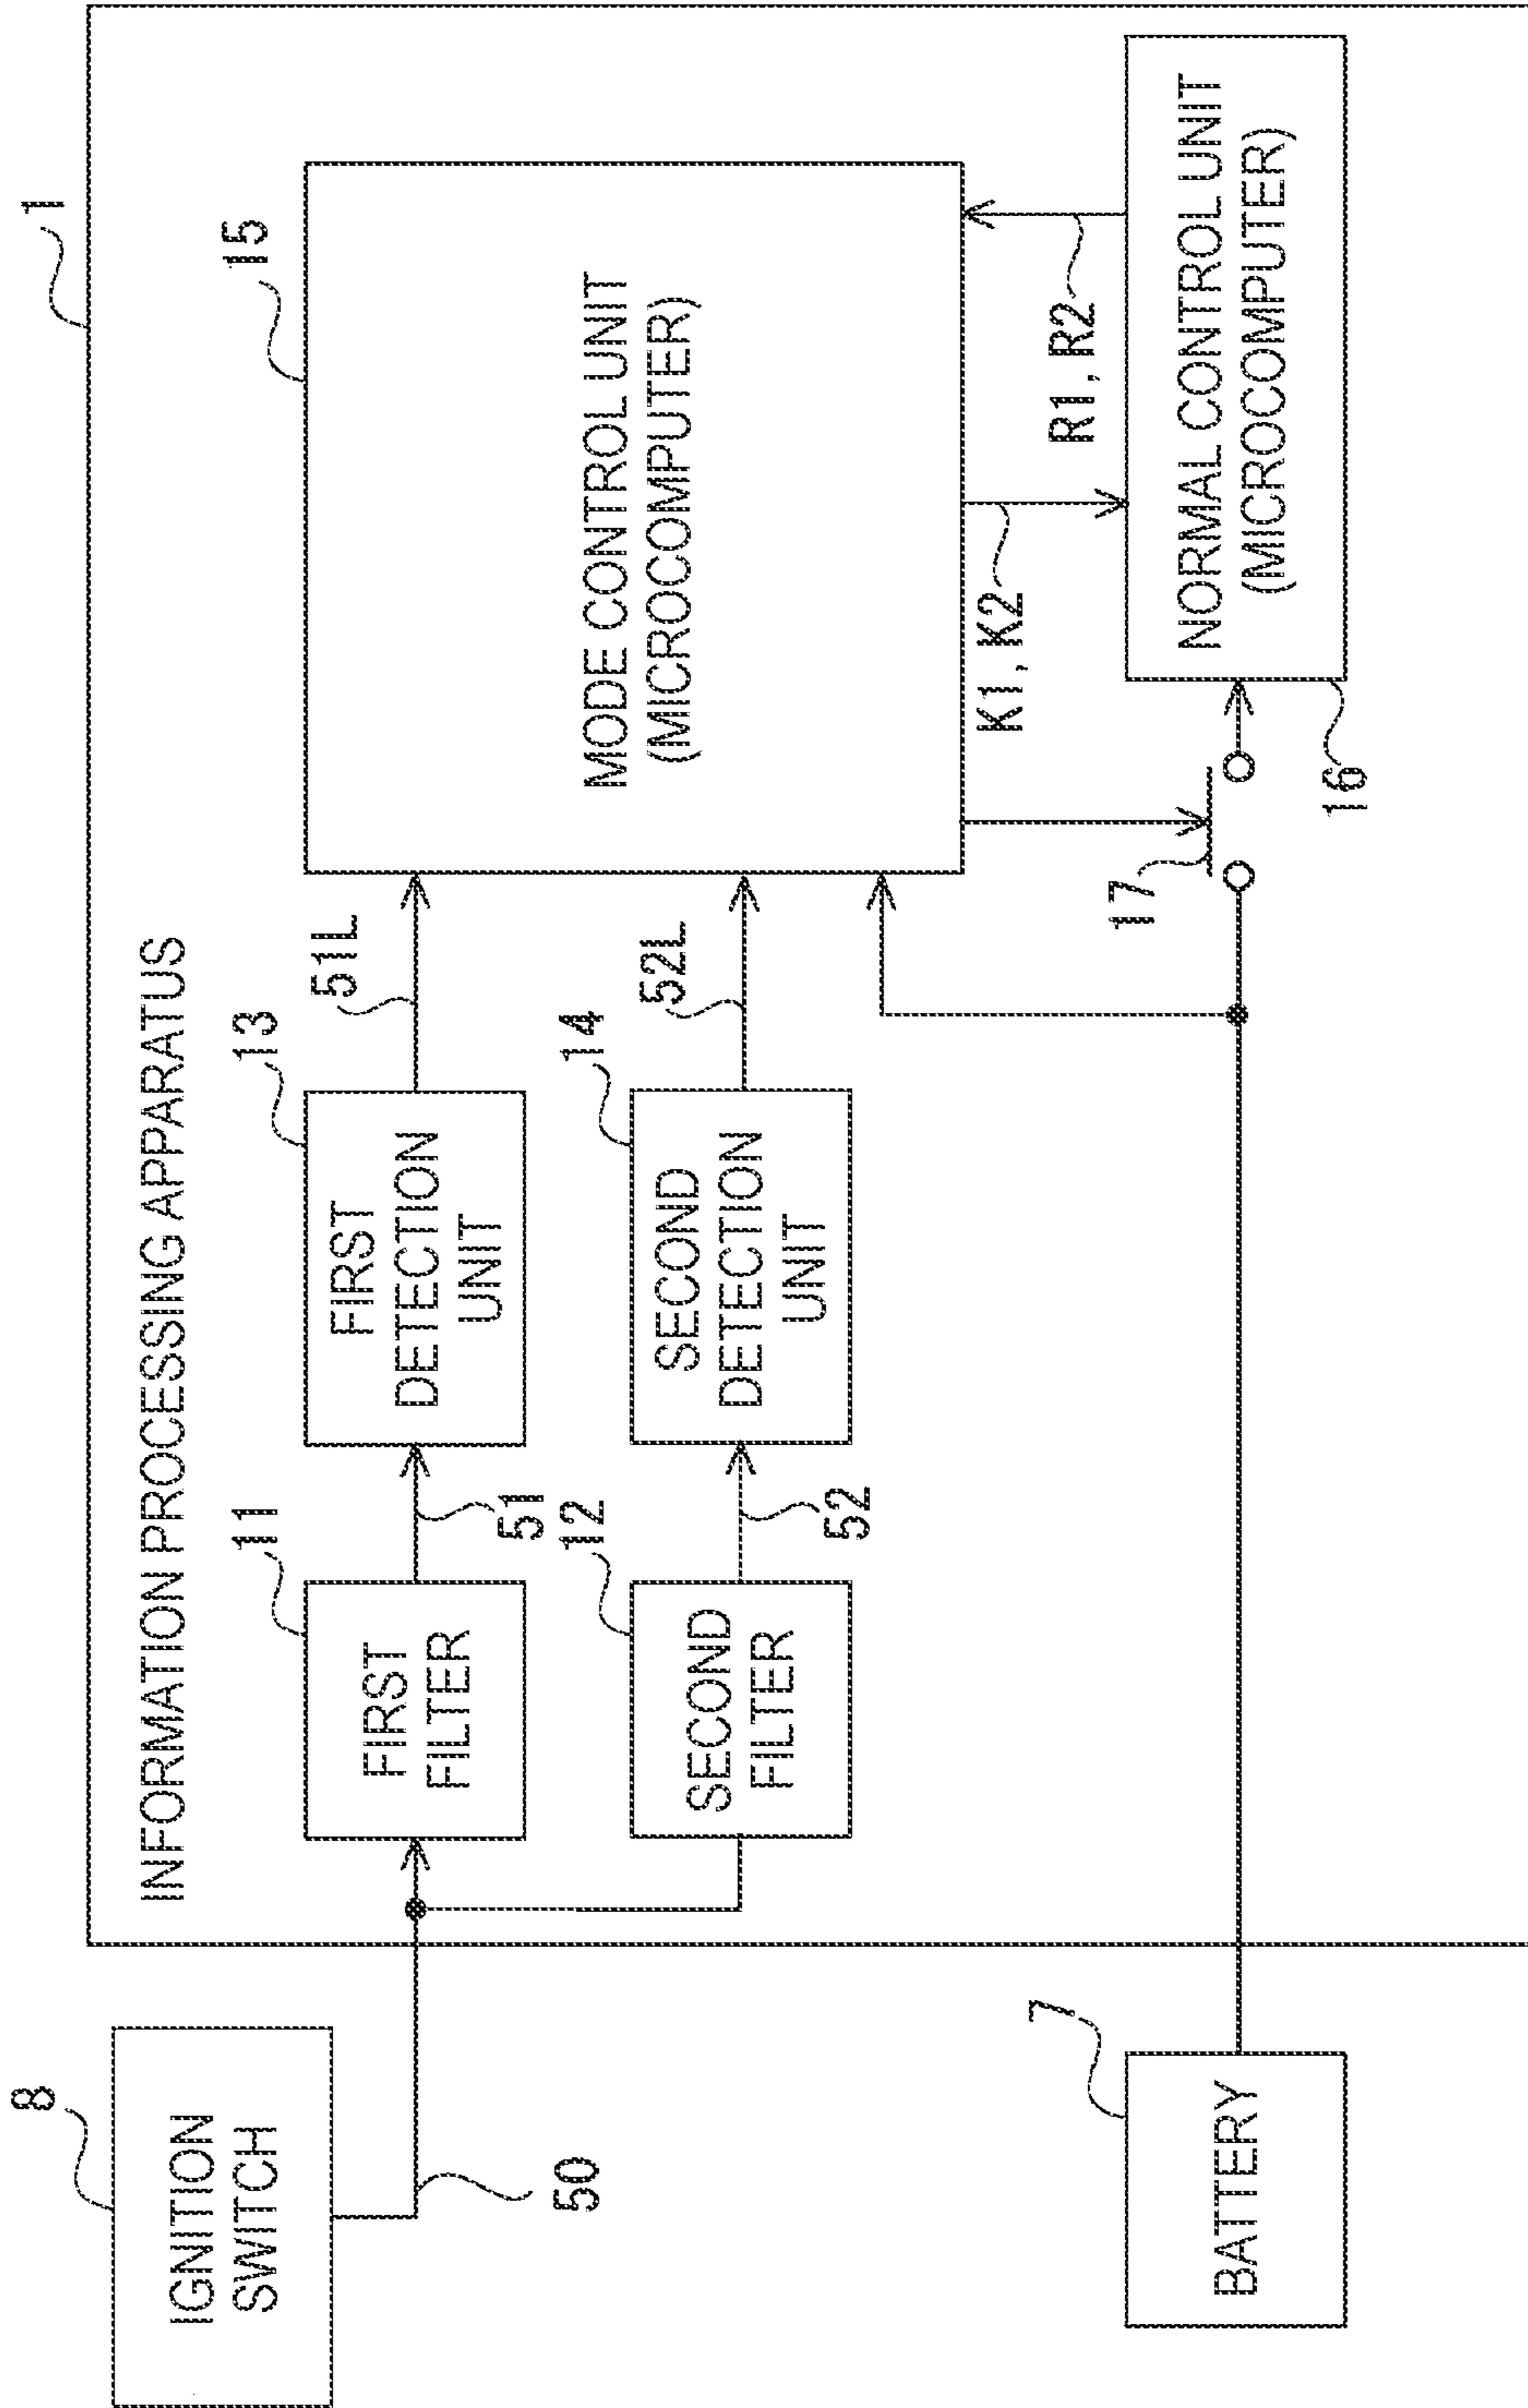 1
INFORMATION PROCESSING APPARATUS
8
IGNITION
SWITCH
50
11
FIRST
FILTER
51
13
FIRST
DETECTION
UNIT
51L
15
MODE CONTROL UNIT
(MICROCOMPUTER)
12
SECOND
FILTER
52
14
SECOND
DETECTION
UNIT
52L
K1, K2
R1, R2
7
BATTERY
17
16
NORMAL CONTROL UNIT
(MICROCOMPUTER)